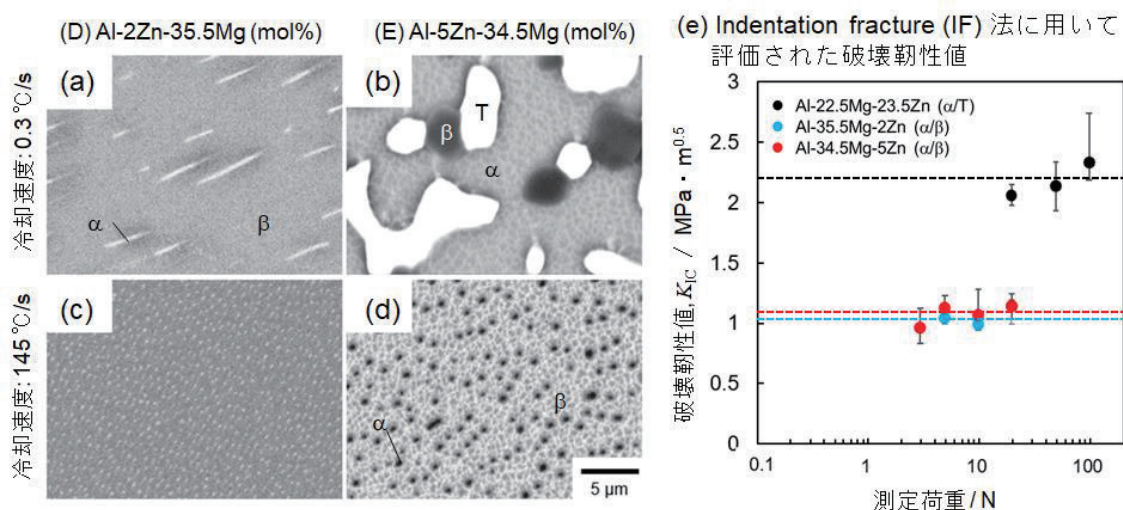 (D) Al-2Zn-35.5Mg (mol%)
(E) Al-5Zn-34.5Mg (mol%)
冷却速度: 0.3 ℃/s
(a)
α
β
(b)
β
T
α
冷却速度: 145 ℃/s
(c)
(d)
α
β
5 µm
(e) Indentation fracture (IF) 法に用いて
評価された破壊靭性値
破壊靭性値, KIC / MPa・m0.5
3
2.5
2
1.5
1
0.5
0
Al-22.5Mg-23.5Zn (α/T)
Al-35.5Mg-2Zn (α/β)
Al-34.5Mg-5Zn (α/β)
0.1
1
10
100
測定荷重 / N